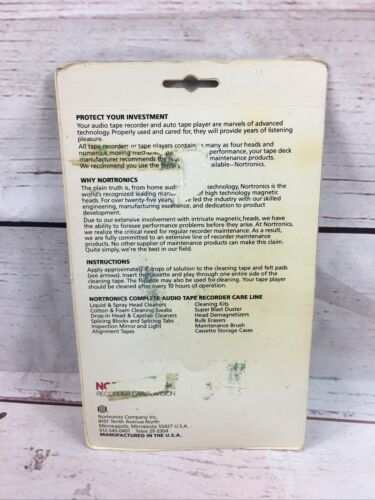 PROTECT YOUR INVESTMENT
Your audio tape recorder and auto tape player are marvels of advanced
technology. Properly used and cared for, they will provide years of listening
pleasure.
All tape recorders or tape players contain as many as four heads and
numerous moving performance, your tape deck
manufacturer recommends the maintenance products.
We recommend you use the available—Nortronics.
WHY NORTRONICS
The plain truth is, from home audio technology, Nortronics is the
world's recognized leading high technology magnetic
heads. For over twenty-five years led the industry with our skilled
engineering, manufacturing excellence, and dedication to product
development.
Due to our extensive involvement with intricate magnetic heads, we have
the ability to foresee performance problems before they arise. At Nortronics,
we realize the critical need for regular recorder maintenance. As a result,
we are fully committed to an extensive line of recorder maintenance
products. No other supplier of maintenance products can make this claim.
Quite simply, we're the best in our field.
INSTRUCTIONS
Apply approximately drops of solution to the cleaning tape and felt pads
(see arrows). Insert the cassette and play through one entire side of the
cleaning tape. The side may also be used for cleaning. Your tape player
should be cleaned after every 10 hours of operation.
NORTRONICS COMPLETE AUDIO TAPE RECORDER CARE LINE
Liquid & Spray Head Cleaners
Cotton & Foam Cleaning Swabs
Drop-in Head & Capstan Cleaners
Splicing Blocks and Splicing Tabs
Inspection Mirror and Light
Alignment Tapes
Cleaning Kits
Super Blast Duster
Head Demagnetizers
Bulk Erasers
Maintenance Brush
Cassette Storage Cases
RECORDER CARE DIVISION
Nortronics Company Inc.
8101 Tenth Avenue North
Minneapolis, Minnesota 55427 U.S.A.
612-545-0401 Telex 29 0304
MANUFACTURED IN THE U.S.A.